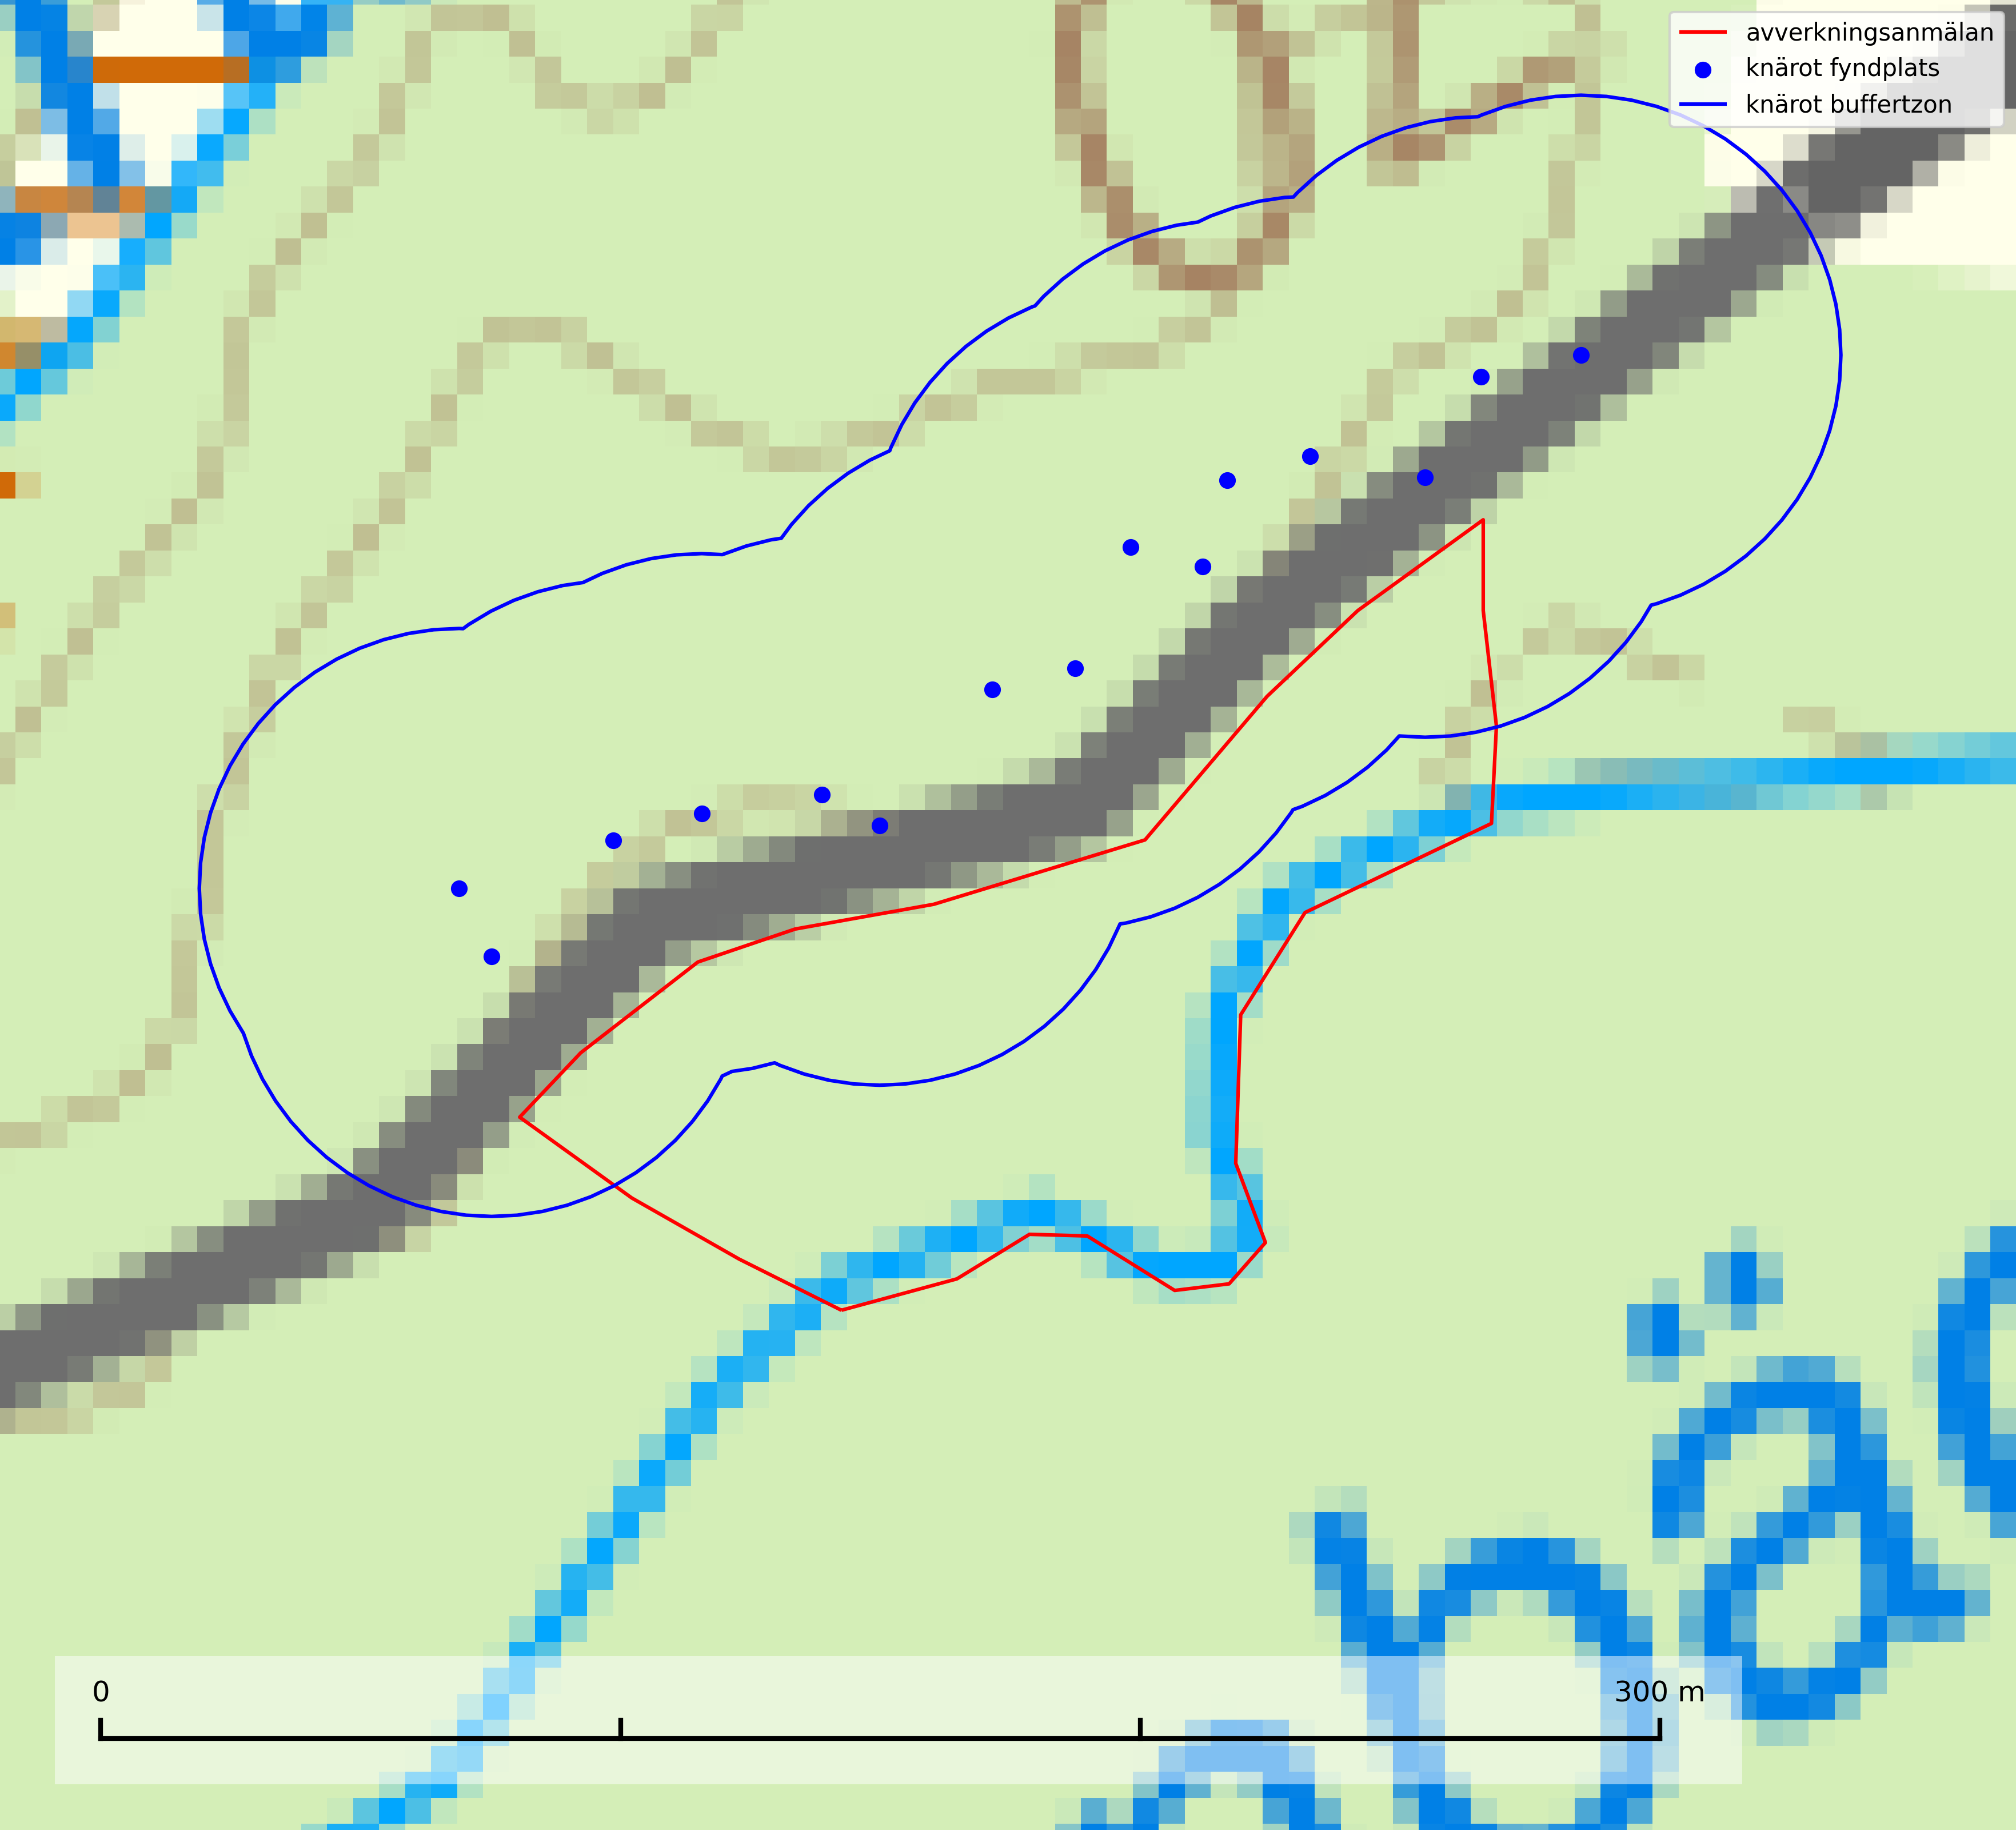 avverkningsanmälan
knärot fyndplats
knärot buffertzon
0
300 m